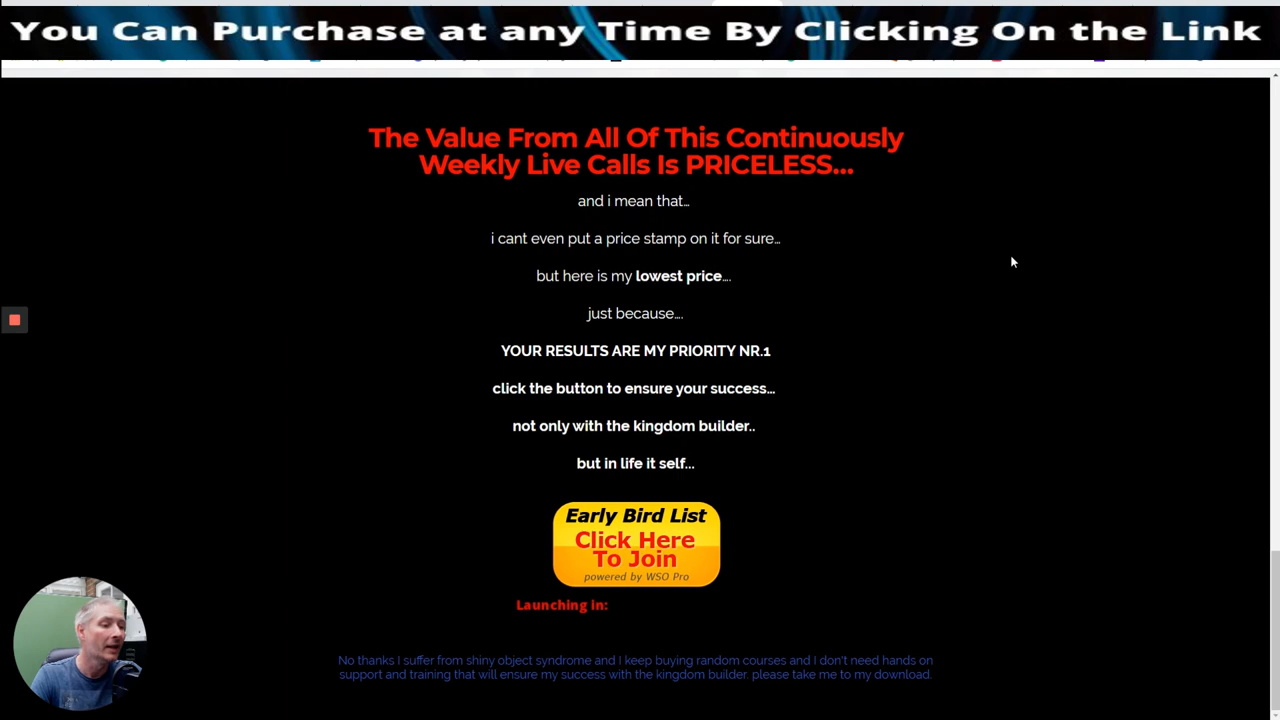 You Can Purchase at any Time By Clicking On the Link
The Value From All Of This Continuously
Weekly Live Calls Is PRICELESS...
and i mean that...
i cant even put a price stamp on it for sure...
but here is my lowest price....
just because....
YOUR RESULTS ARE MY PRIORITY NR.1
click the button to ensure your success...
not only with the kingdom builder..
but in life it self...
Early Bird List
Click Here
To Join
powered by WSO Pro
Launching in:
No thanks I suffer from shiny object syndrome and I keep buying random courses and I don't need hands on
support and training that will ensure my success with the kingdom builder. please take me to my download.